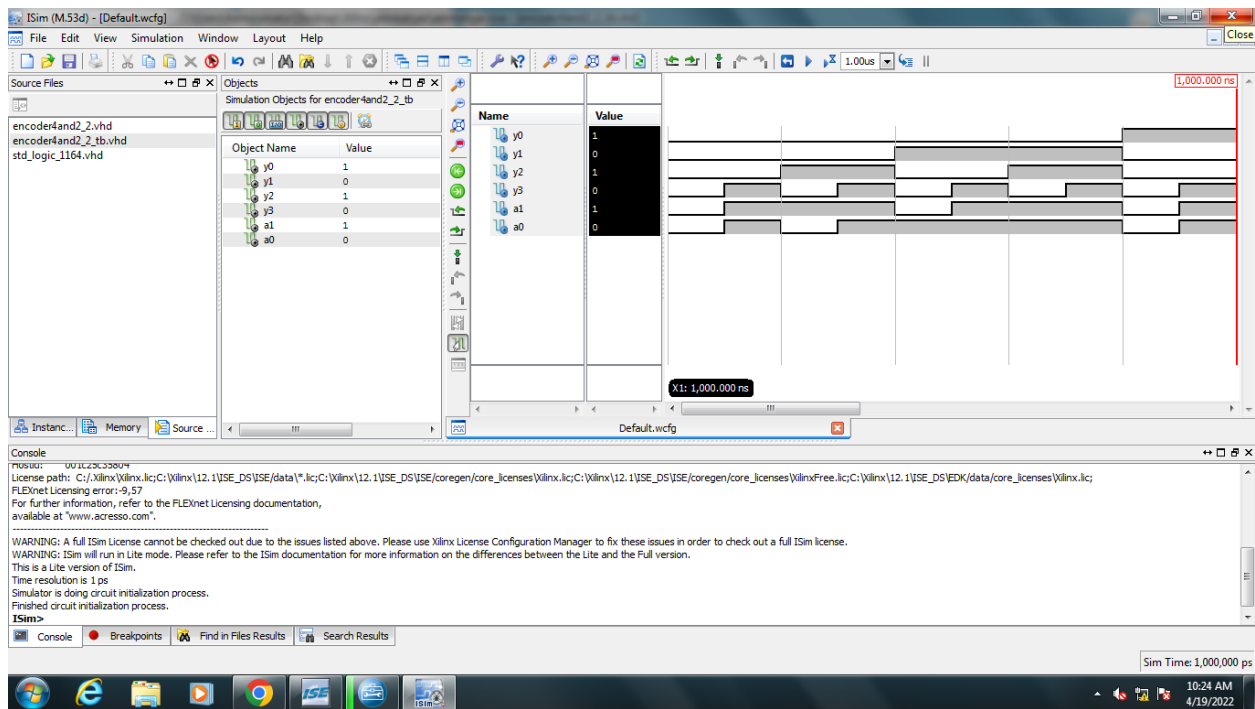 ISim (M.53d) - [Default.wcfg]
File Edit View Simulation Window Layout Help
Close
1.00us
Source Files
encoder4and2_2.vhd
encoder4and2_2_tb.vhd
std_logic_1164.vhd
Instanc... Memory Source ...
Objects
Simulation Objects for encoder4and2_2_tb
Object Name Value
y0 1
y1 0
y2 1
y3 0
a1 1
a0 0
Name Value
y0 1
y1 0
y2 1
y3 0
a1 1
a0 0
1,000.000 ns
X1: 1,000.000 ns
Default.wcfg
Console
License path: C:/.Xilinx\Xilinx.lic;C:\Xilinx\12.1\ISE_DS\ISE/data\*.lic;C:\Xilinx\12.1\ISE_DS\ISE/coregen/core_licenses\Xilinx.lic;C:\Xilinx\12.1\ISE_DS\ISE/coregen/core_licenses\XilinxFree.lic;C:\Xilinx\12.1\ISE_DS\EDK/data/core_licenses\Xilinx.lic;
FLEXnet Licensing error:-9,57
For further information, refer to the FLEXnet Licensing documentation,
available at "www.acresso.com".
----------------------------------------------------------------------
WARNING: A full ISim License cannot be checked out due to the issues listed above. Please use Xilinx License Configuration Manager to fix these issues in order to check out a full ISim license.
WARNING: ISim will run in Lite mode. Please refer to the ISim documentation for more information on the differences between the Lite and the Full version.
This is a Lite version of ISim.
Time resolution is 1 ps
Simulator is doing circuit initialization process.
Finished circuit initialization process.
ISim>
Console Breakpoints Find in Files Results Search Results
Sim Time: 1,000,000 ps
ISE
ISim
10:24 AM
4/19/2022